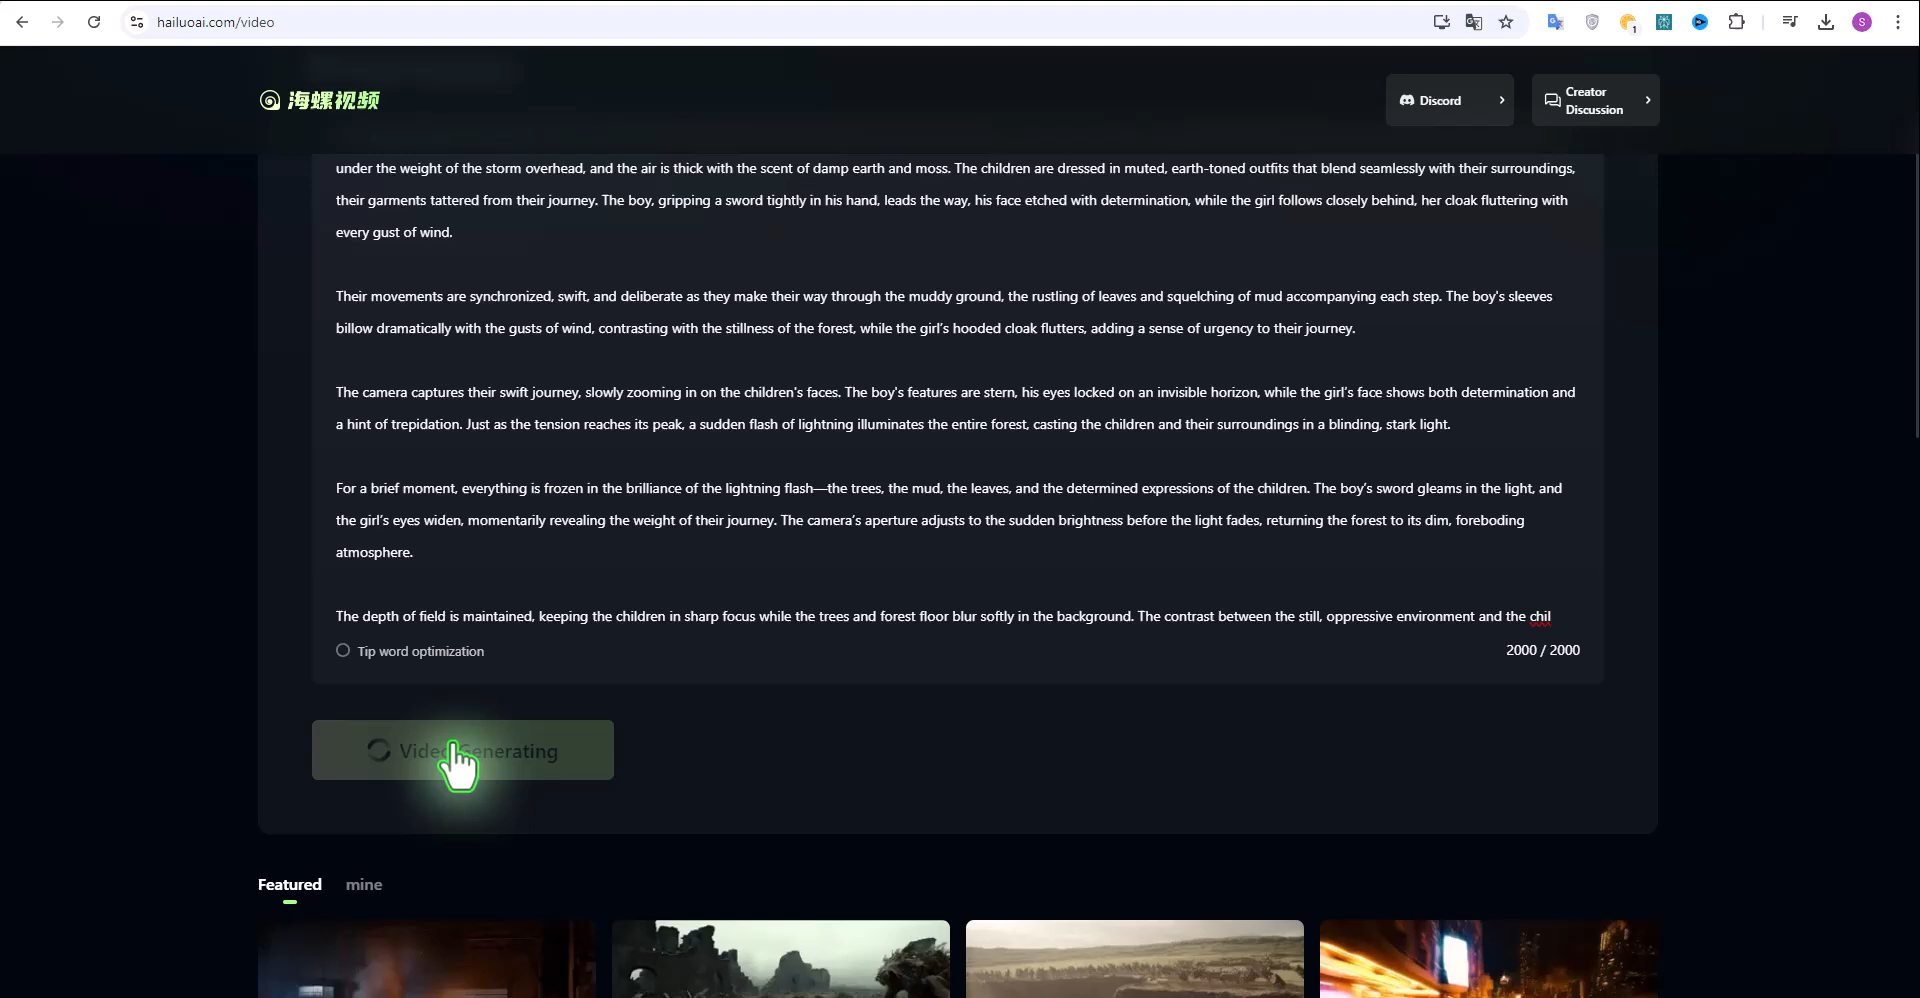 hailuoai.com/video
1
S
海螺视频
Discord
Creator
Discussion
under the weight of the storm overhead, and the air is thick with the scent of damp earth and moss. The children are dressed in muted, earth-toned outfits that blend seamlessly with their surroundings,
their garments tattered from their journey. The boy, gripping a sword tightly in his hand, leads the way, his face etched with determination, while the girl follows closely behind, her cloak fluttering with
every gust of wind.
Their movements are synchronized, swift, and deliberate as they make their way through the muddy ground, the rustling of leaves and squelching of mud accompanying each step. The boy's sleeves
billow dramatically with the gusts of wind, contrasting with the stillness of the forest, while the girl's hooded cloak flutters, adding a sense of urgency to their journey.
The camera captures their swift journey, slowly zooming in on the children's faces. The boy's features are stern, his eyes locked on an invisible horizon, while the girl's face shows both determination and
a hint of trepidation. Just as the tension reaches its peak, a sudden flash of lightning illuminates the entire forest, casting the children and their surroundings in a blinding, stark light.
For a brief moment, everything is frozen in the brilliance of the lightning flash—the trees, the mud, the leaves, and the determined expressions of the children. The boy's sword gleams in the light, and
the girl's eyes widen, momentarily revealing the weight of their journey. The camera's aperture adjusts to the sudden brightness before the light fades, returning the forest to its dim, foreboding
atmosphere.
The depth of field is maintained, keeping the children in sharp focus while the trees and forest floor blur softly in the background. The contrast between the still, oppressive environment and the chil
Tip word optimization
2000 / 2000
Video Generating
Featured
mine